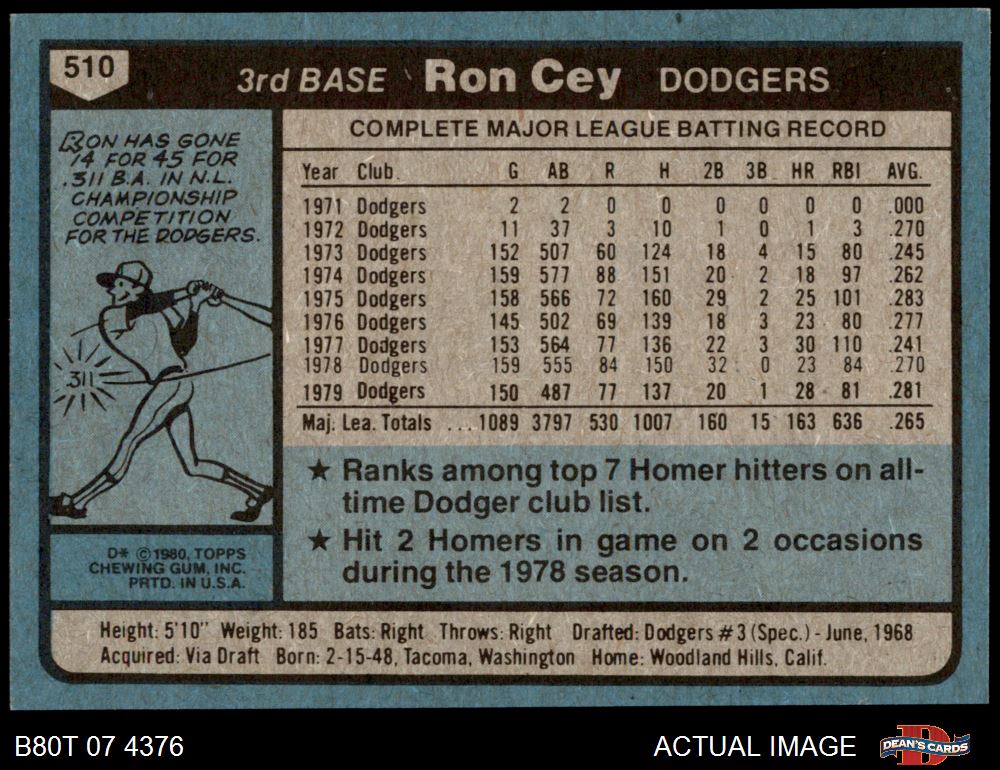 510
3rd BASE Ron Cey DODGERS
RON HAS GONE
14 FOR 45 FOR
.311 B.A. IN N.L.
CHAMPIONSHIP
COMPETITION
FOR THE DODGERS.
311
D* ©1980, TOPPS
CHEWING GUM, INC.
PRTD. IN U.S.A.
COMPLETE MAJOR LEAGUE BATTING RECORD
Year Club G AB R H 2B 3B HR RBI AVG.
1971 Dodgers 2 2 0 0 0 0 0 0 .000
1972 Dodgers 11 37 3 10 1 0 1 3 .270
1973 Dodgers 152 507 60 124 18 4 15 80 .245
1974 Dodgers 159 577 88 151 20 2 18 97 .262
1975 Dodgers 158 566 72 160 29 2 25 101 .283
1976 Dodgers 145 502 69 139 18 3 23 80 .277
1977 Dodgers 153 564 77 136 22 3 30 110 .241
1978 Dodgers 159 555 84 150 32 0 23 84 .270
1979 Dodgers 150 487 77 137 20 1 28 81 .281
Maj. Lea. Totals ...1089 3797 530 1007 160 15 163 636 .265
★ Ranks among top 7 Homer hitters on all-
time Dodger club list.
★ Hit 2 Homers in game on 2 occasions
during the 1978 season.
Height: 5'10" Weight: 185 Bats: Right Throws: Right Drafted: Dodgers #3 (Spec.) - June, 1968
Acquired: Via Draft Born: 2-15-48, Tacoma, Washington Home: Woodland Hills, Calif.
B80T 07 4376
ACTUAL IMAGE
D
DEAN'S CARDS